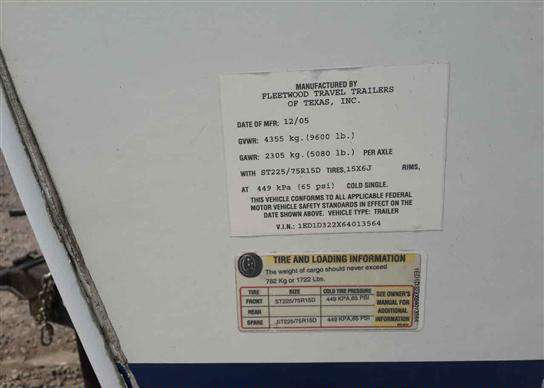 MANUFACTURED BY
FLEETWOOD TRAVEL TRAILERS
OF TEXAS, INC.
DATE OF MFR: 12/05
GVWR: 4355 kg.(9600 lb.)
GAWR: 2305 kg.(5080 lb.) PER AXLE
WITH ST225/75R15D TIRES,15X6J RIMS,
AT 449 kPa (65 psi) COLD SINGLE.
THIS VEHICLE CONFORMS TO ALL APPLICABLE FEDERAL
MOTOR VEHICLE SAFETY STANDARDS IN EFFECT ON THE
DATE SHOWN ABOVE. VEHICLE TYPE: TRAILER
V.I.N.: 1ED1D322X64013564
TIRE AND LOADING INFORMATION
The weight of cargo should never exceed
782 Kg or 1722 Lbs.
TIRE SIZE COLD TIRE PRESSURE
FRONT ST225/75R15D 449 KPA,65 PSI
REAR
SPARE ST225/75R15D 449 KPA,65 PSI
SEE OWNER'S
MANUAL FOR
ADDITIONAL
INFORMATION